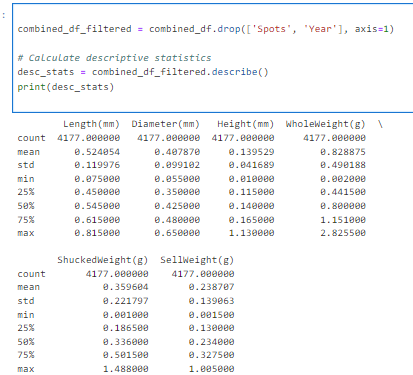 :
combined_df_filtered = combined_df.drop(['Spots', 'Year'], axis=1)
# Calculate descriptive statistics
desc_stats = combined_df_filtered.describe()
print(desc_stats)
Length(mm) Diameter(mm) Height(mm) WholeWeight(g) \
count 4177.000000 4177.000000 4177.000000 4177.000000
mean 0.524054 0.407870 0.139529 0.828875
std 0.119976 0.099102 0.041689 0.490188
min 0.075000 0.055000 0.010000 0.002000
25% 0.450000 0.350000 0.115000 0.441500
50% 0.545000 0.425000 0.140000 0.800000
75% 0.615000 0.480000 0.165000 1.151000
max 0.815000 0.650000 1.130000 2.825500
ShuckedWeight(g) SellWeight(g)
count 4177.000000 4177.000000
mean 0.359604 0.238707
std 0.221797 0.139063
min 0.001000 0.001500
25% 0.186500 0.130000
50% 0.336000 0.234000
75% 0.501500 0.327500
max 1.488000 1.005000